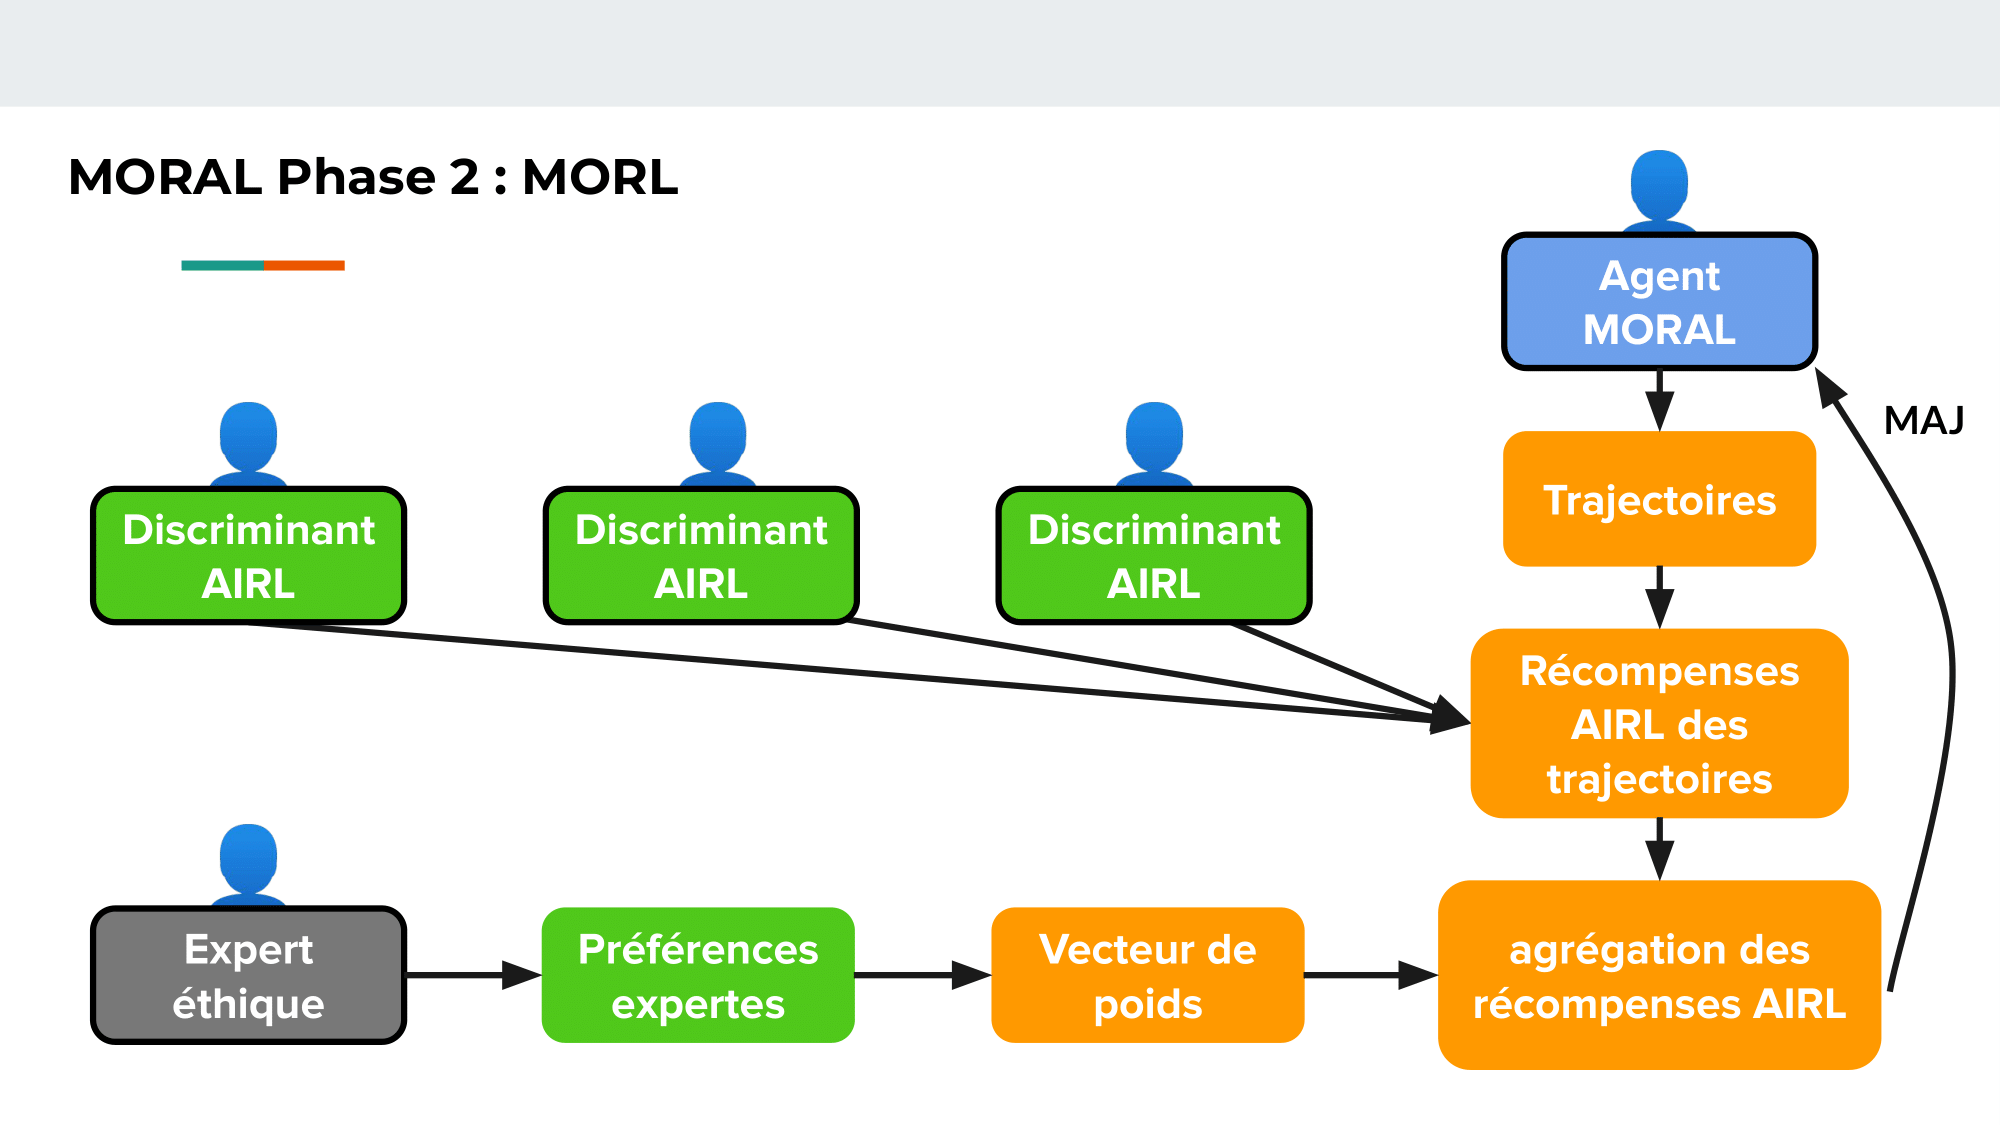 MORAL Phase 2 : MORL
Agent
MORAL
MAJ
Trajectoires
Discriminant
AIRL
Discriminant
AIRL
Discriminant
AIRL
Récompenses
AIRL des
trajectoires
Expert
éthique
Préférences
expertes
Vecteur de
poids
agrégation des
récompenses AIRL